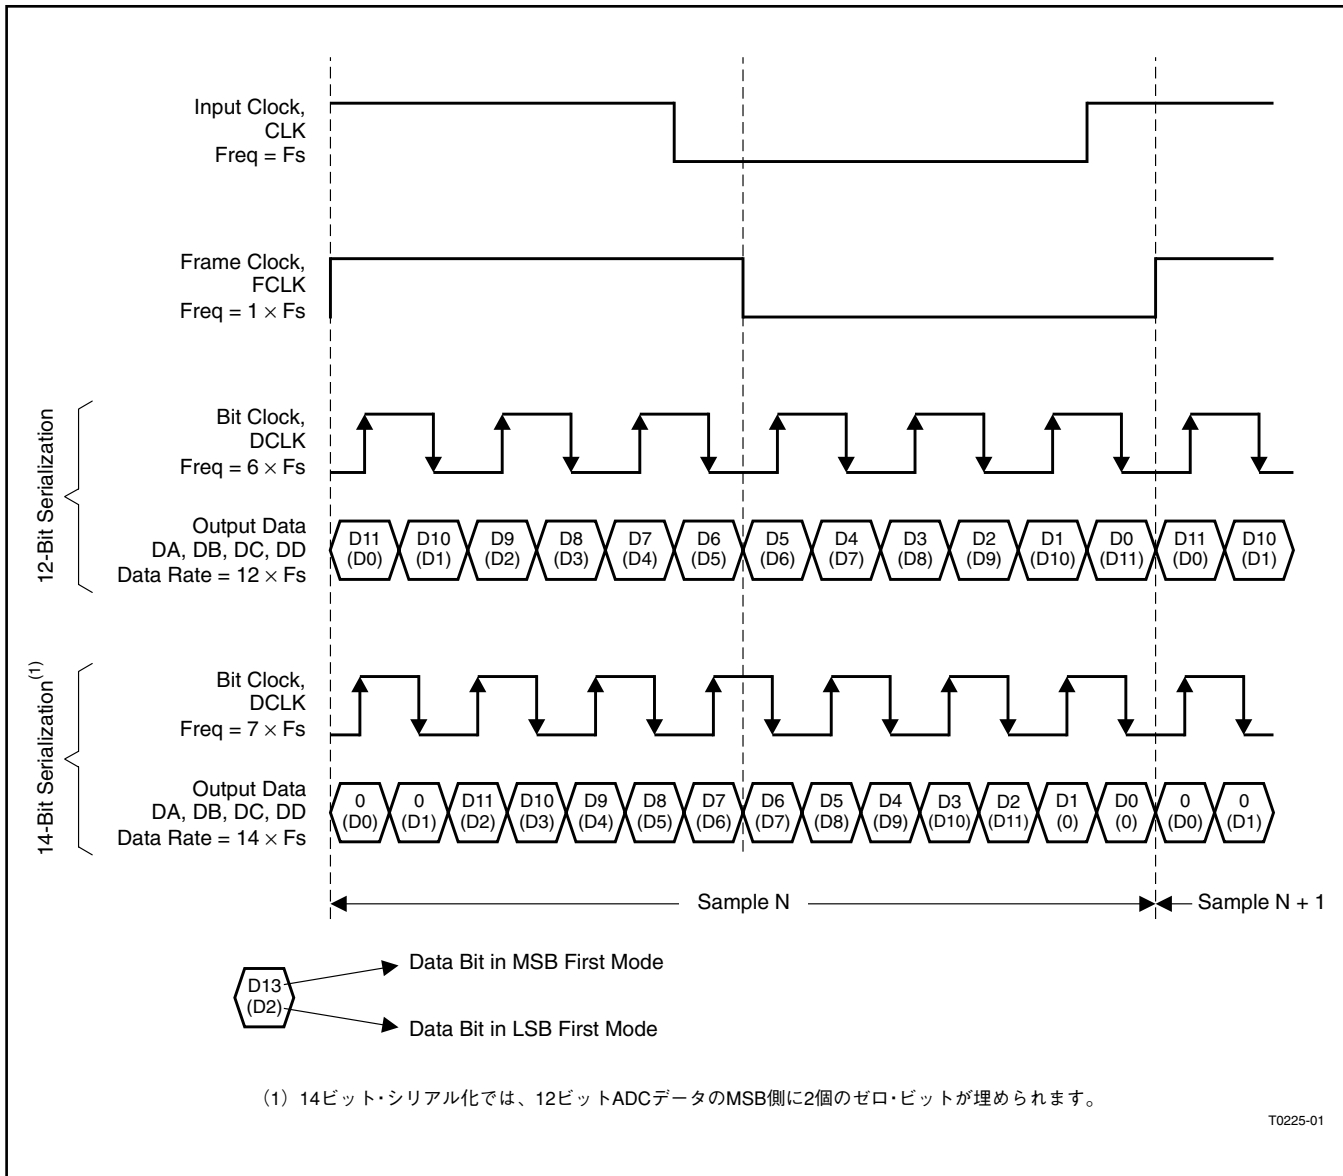 Input Clock,
CLK
Freq = Fs
Frame Clock,
FCLK
Freq = 1 × Fs
12-Bit Serialization
Bit Clock,
DCLK
Freq = 6 × Fs
Output Data
DA, DB, DC, DD
Data Rate = 12 × Fs
D11 D10 D9 D8 D7 D6 D5 D4 D3 D2 D1 D0 D11 D10
(D0) (D1) (D2) (D3) (D4) (D5) (D6) (D7) (D8) (D9) (D10) (D11) (D0) (D1)
14-Bit Serialization(1)
Bit Clock,
DCLK
Freq = 7 × Fs
Output Data
DA, DB, DC, DD
Data Rate = 14 × Fs
0 0 D11 D10 D9 D8 D7 D6 D5 D4 D3 D2 D1 D0 0 0
(D0) (D1) (D2) (D3) (D4) (D5) (D6) (D7) (D8) (D9) (D10) (D11) (0) (0) (D0) (D1)
Sample N
Sample N + 1
D13
(D2)
Data Bit in MSB First Mode
Data Bit in LSB First Mode
(1) 14ビット・シリアル化では、12ビットADCデータのMSB側に2個のゼロ・ビットが埋められます。
T0225-01